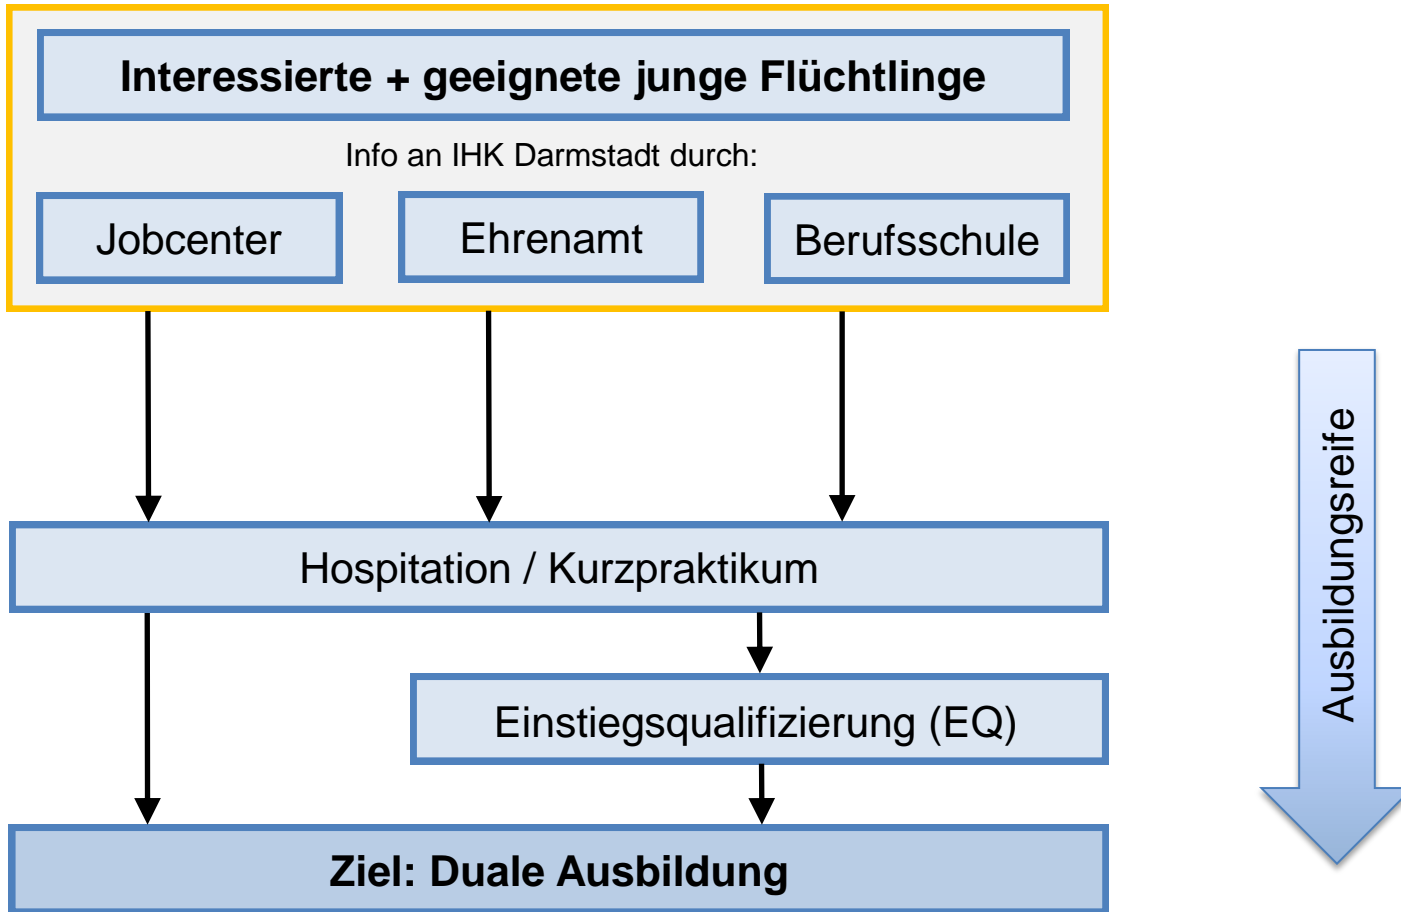 Interessierte + geeignete junge Flüchtlinge
Info an IHK Darmstadt durch:
Jobcenter
Ehrenamt
Berufsschule
Hospitation / Kurzpraktikum
Einstiegsqualifizierung (EQ)
Ziel: Duale Ausbildung
Ausbildungsreife